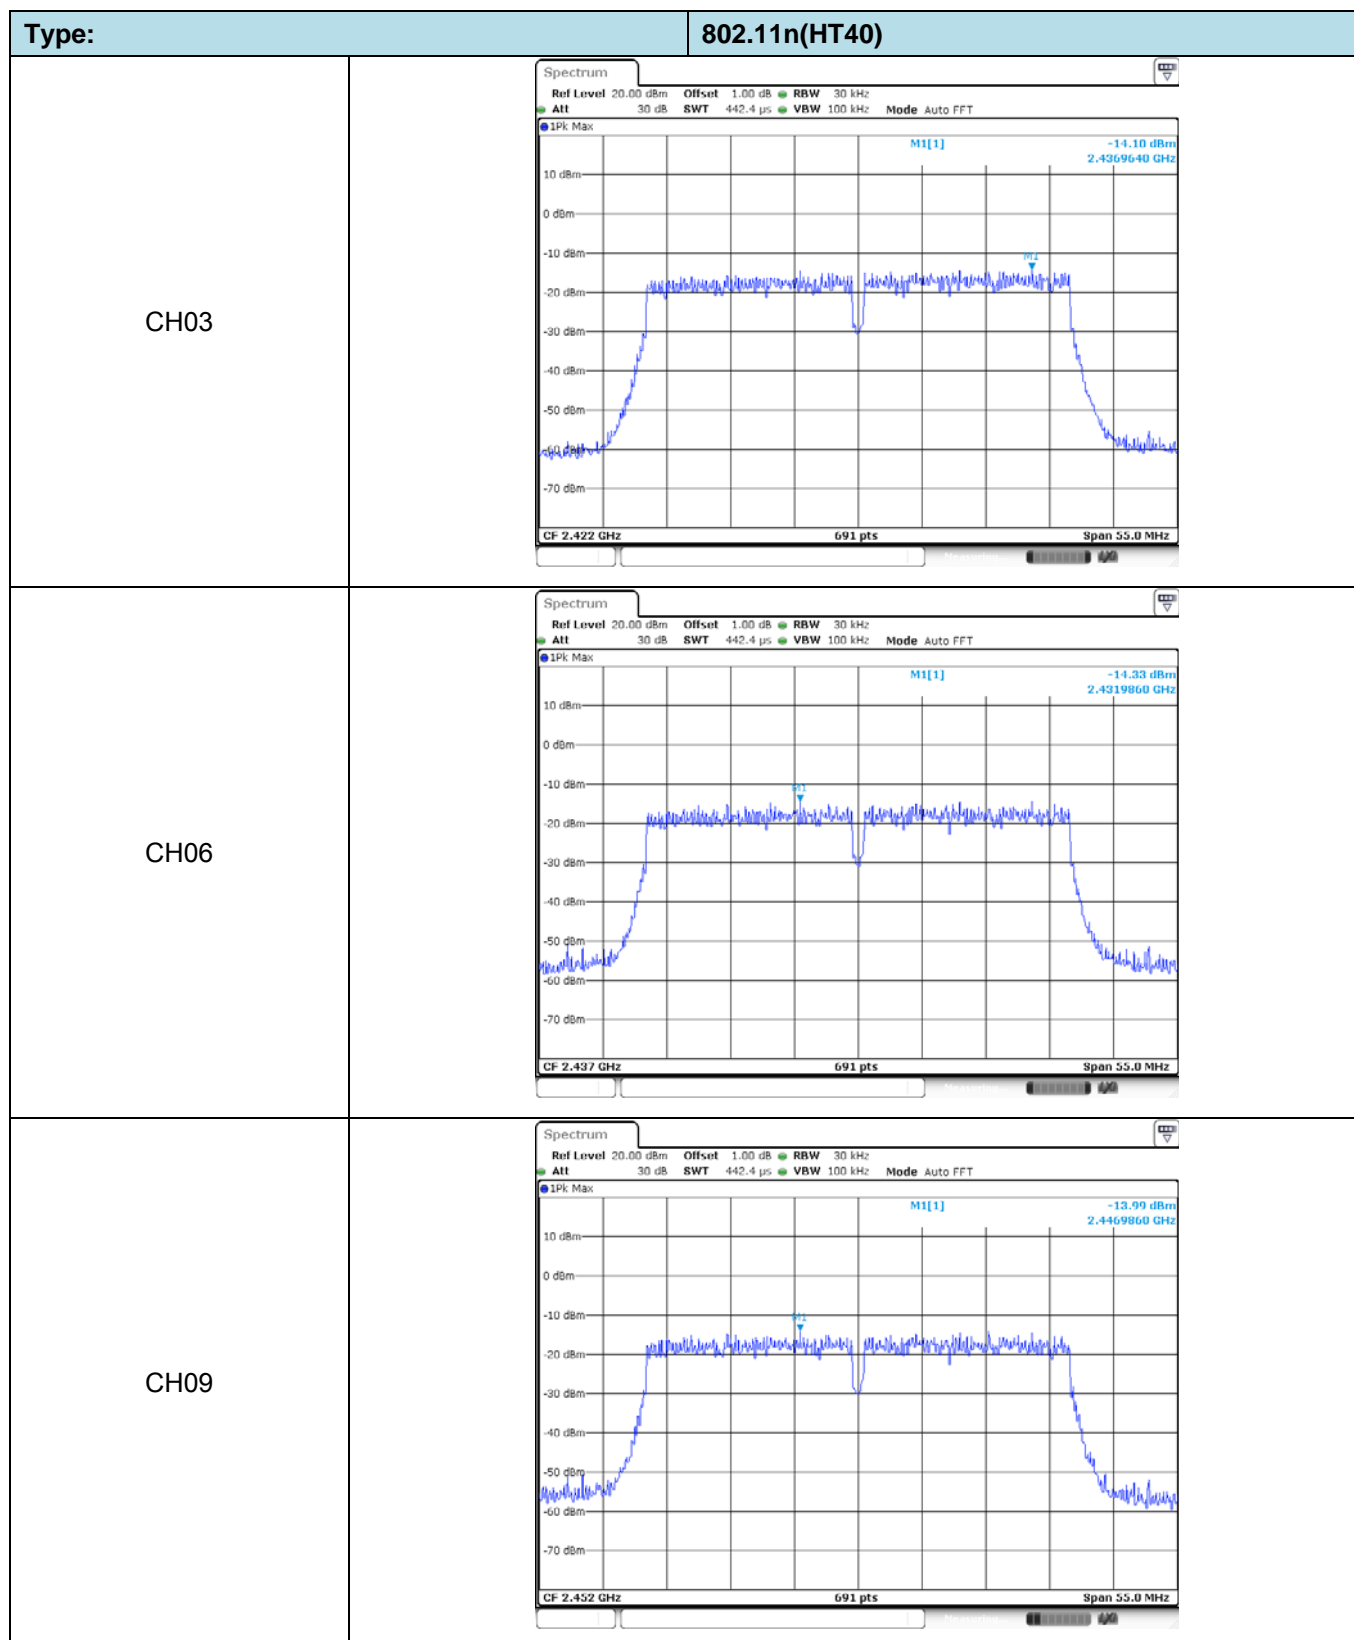 Type: 802.11n(HT40)
CH03
Spectrum
Ref Level 20.00 dBm Offset 1.00 dB RBW 30 kHz
Att 30 dB SWT 442.4 µs VBW 100 kHz Mode Auto FFT
1Pk Max
M1[1] -14.10 dBm
2.4369640 GHz
10 dBm
0 dBm
-10 dBm
M1
-20 dBm
-30 dBm
-40 dBm
-50 dBm
-60 dBm
-70 dBm
CF 2.422 GHz 691 pts Span 55.0 MHz
CH06
Spectrum
Ref Level 20.00 dBm Offset 1.00 dB RBW 30 kHz
Att 30 dB SWT 442.4 µs VBW 100 kHz Mode Auto FFT
1Pk Max
M1[1] -14.33 dBm
2.4319860 GHz
10 dBm
0 dBm
-10 dBm
M1
-20 dBm
-30 dBm
-40 dBm
-50 dBm
-60 dBm
-70 dBm
CF 2.437 GHz 691 pts Span 55.0 MHz
CH09
Spectrum
Ref Level 20.00 dBm Offset 1.00 dB RBW 30 kHz
Att 30 dB SWT 442.4 µs VBW 100 kHz Mode Auto FFT
1Pk Max
M1[1] -13.99 dBm
2.4469860 GHz
10 dBm
0 dBm
-10 dBm
M1
-20 dBm
-30 dBm
-40 dBm
-50 dBm
-60 dBm
-70 dBm
CF 2.452 GHz 691 pts Span 55.0 MHz